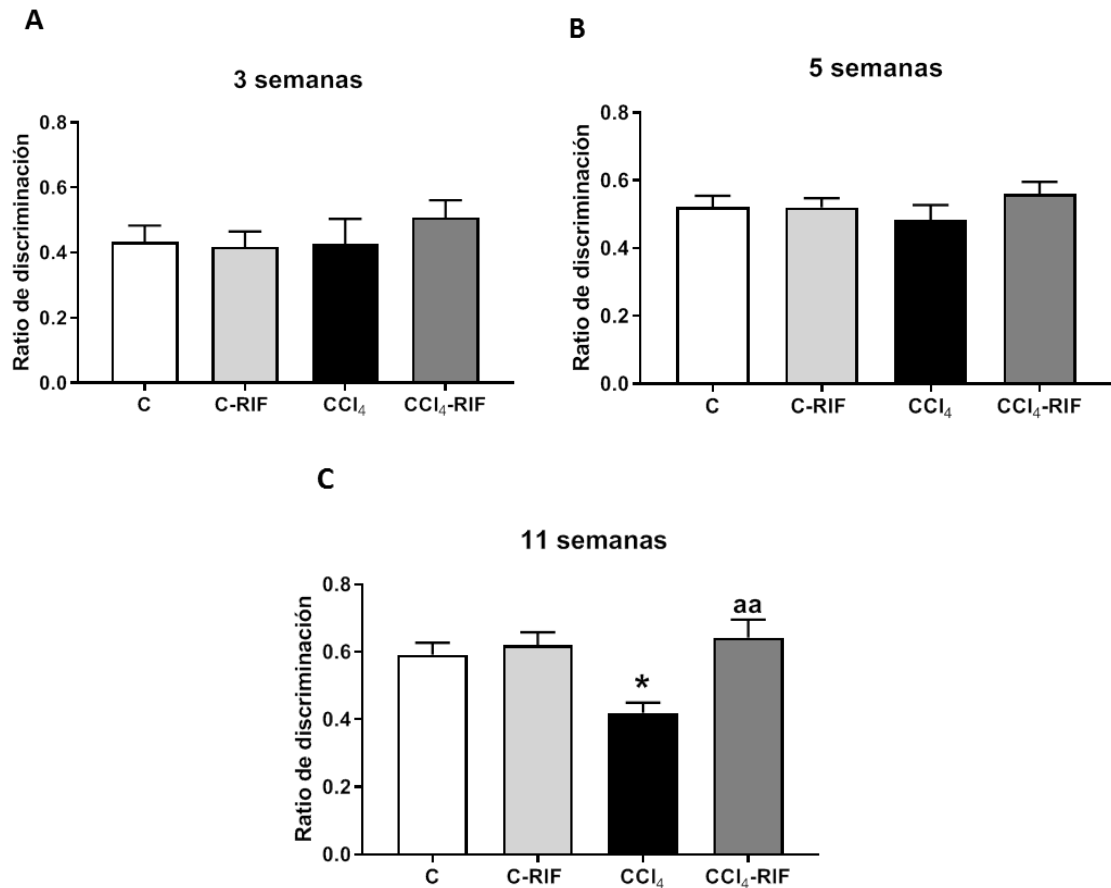 A
3 semanas
Ratio de discriminación
0.8
0.6
0.4
0.2
0.0
C C-RIF CCl₄ CCl₄-RIF
B
5 semanas
Ratio de discriminación
0.8
0.6
0.4
0.2
0.0
C C-RIF CCl₄ CCl₄-RIF
C
11 semanas
Ratio de discriminación
0.8
0.6
0.4
0.2
0.0
*
aa
C C-RIF CCl₄ CCl₄-RIF